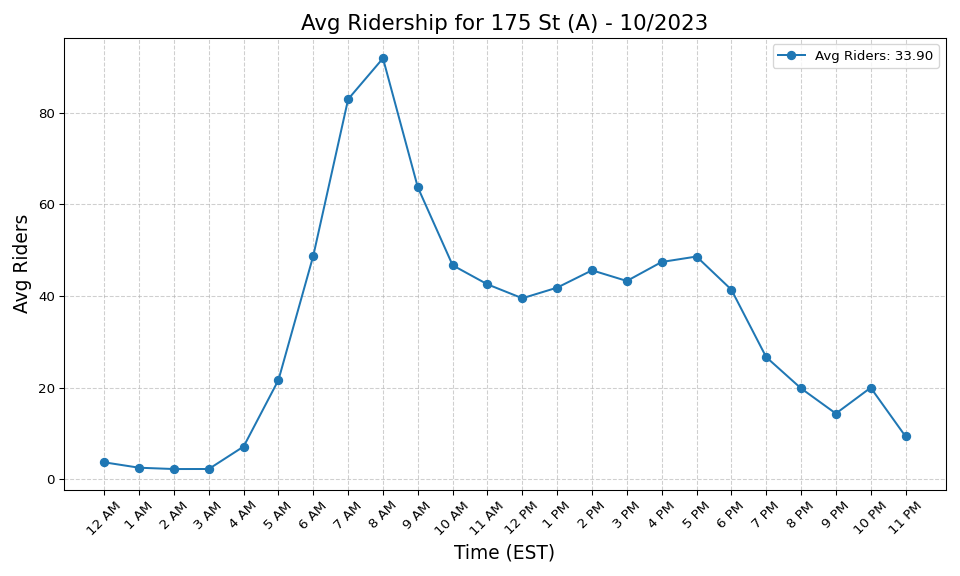 Avg Ridership for 175 St (A) - 10/2023
Avg Riders: 33.90
Avg Riders
80
60
40
20
0
12 AM
1 AM
2 AM
3 AM
4 AM
5 AM
6 AM
7 AM
8 AM
9 AM
10 AM
11 AM
12 PM
1 PM
2 PM
3 PM
4 PM
5 PM
6 PM
7 PM
8 PM
9 PM
10 PM
11 PM
Time (EST)